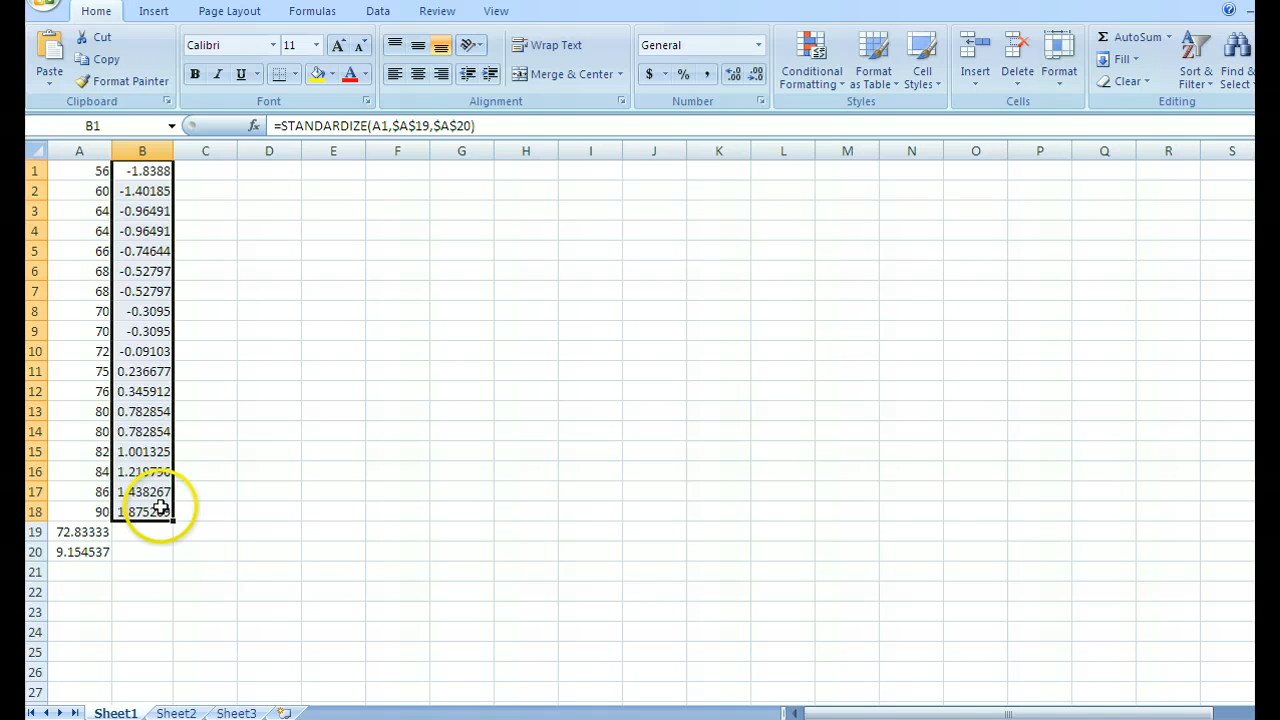 Home Insert Page Layout Formulas Data Review View
Paste
Cut
Copy
Format Painter
Clipboard
Calibri 11
B I U
Font
Wrap Text
Merge & Center
Alignment
General
$ % ,
Number
Conditional Formatting
Format as Table
Cell Styles
Styles
Insert Delete Format
Cells
Σ AutoSum
Fill
Clear
Sort & Filter
Find & Select
Editing
B1 fx =STANDARDIZE(A1,$A$19,$A$20)
A B C D E F G H I J K L M N O P Q R S
1 56 -1.8388
2 60 -1.40185
3 64 -0.96491
4 64 -0.96491
5 66 -0.74644
6 68 -0.52797
7 68 -0.52797
8 70 -0.3095
9 70 -0.3095
10 72 -0.09103
11 75 0.236677
12 76 0.345912
13 80 0.782854
14 80 0.782854
15 82 1.001325
16 84 1.219796
17 86 1.438267
18 90
19 72.83333
20 9.154537
21
22
23
24
25
26
27
Sheet1 Sheet2 Sheet3